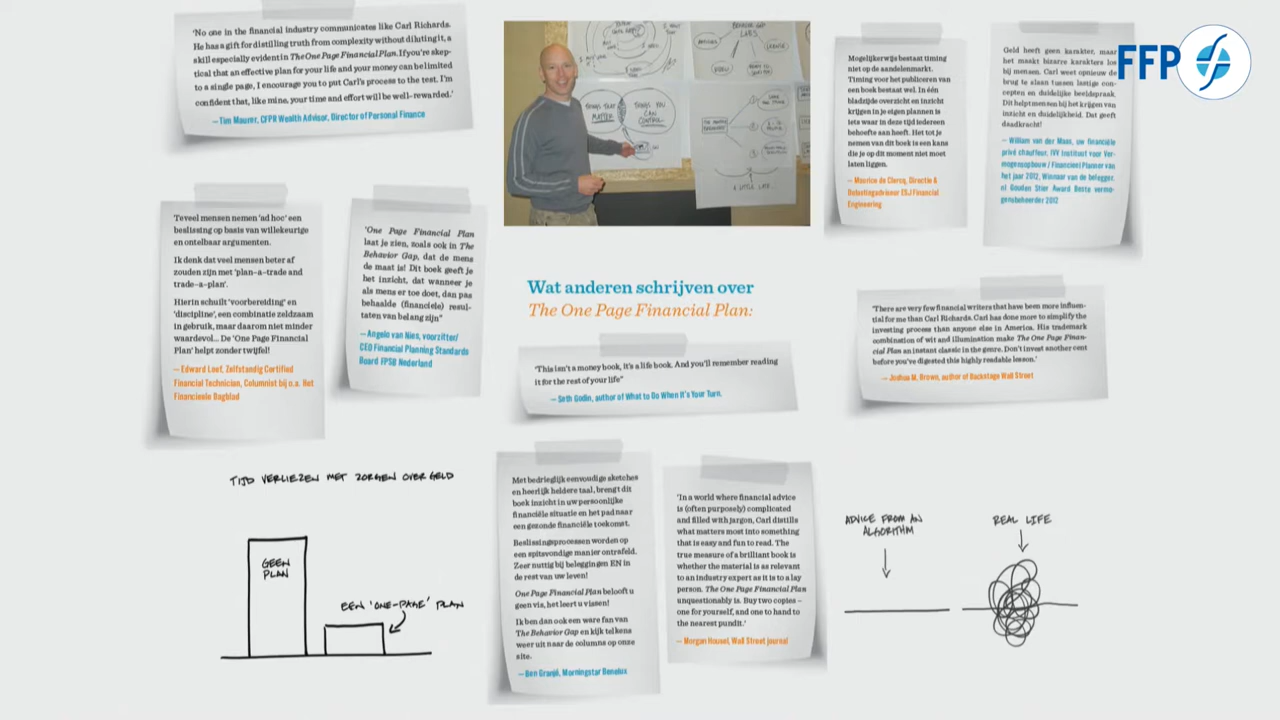 'No one in the financial industry communicates like Carl Richards.
He has a gift for distilling truth from complexity without diluting it, a
skill especially evident in The One Page Financial Plan. If you're skep-
tical that an effective plan for your life and your money can be limited
to a single page, I encourage you to put Carl's process to the test. I'm
confident that, like mine, your time and effort will be well-rewarded.'
– Tim Maurer, CFPR Wealth Advisor, Director of Personal Finance
THINGS THAT
MATTER
THINGS YOU
CAN
CONTROL
Mogelijkerwijs bestaat timing
niet op de aandelenmarkt.
Timing voor het publiceren van
een boek bestaat wel. In één
bladzijde overzicht en inzicht
krijgen in je eigen plannen is
iets waar in deze tijd iedereen
behoefte aan heeft. Het tot je
nemen van dit boek is een kans
die je op dit moment niet moet
laten liggen.
– Maurice de Clercq, Directie &
Beleggingadviseur CSJ Financial
Engineering
Geld heeft geen karakter, maar
het maakt bizarre karakters los
bij mensen. Carl weet opnieuw de
brug te slaan tussen lastige con-
cepten en duidelijke beeldspraak.
Dit helpt mensen bij het krijgen van
inzicht en duidelijkheid. Dat geeft
daadkracht!
– William van der Maas, uw financiële
privé chauffeur, IVV Instituut voor Ver-
mogensopbouw / Financieel Planner van
het jaar 2012, Winnaar van de belegger.
nl Gouden Stier Award Beste vermo-
gensbeheerder 2012
FFP
Teveel mensen nemen 'ad hoc' een
beslissing op basis van willekeurige
en ontelbaar argumenten.
Ik denk dat veel mensen beter af
zouden zijn met 'plan-a-trade and
trade-a-plan'.
Hierin schuilt 'voorbereiding' en
'discipline', een combinatie zeldzaam
in gebruik, maar daarom niet minder
waardevol... De 'One Page Financial
Plan' helpt zonder twijfel!
– Edward Loef, Zelfstandig Certified
Financial Technician, Columnist bij o.a. Het
Financieele Dagblad
'One Page Financial Plan
laat je zien, zoals ook in The
Behavior Gap, dat de mens
de maat is! Dit boek geeft je
het inzicht, dat wanneer je
als mens er toe doet, dan pas
behaalde (financiële) resul-
taten van belang zijn"
– Angelo van Nies, voorzitter/
CEO Financial Planning Standards
Board FPSB Nederland
Wat anderen schrijven over
The One Page Financial Plan:
'This isn't a money book, it's a life book. And you'll remember reading
it for the rest of your life"
– Seth Godin, author of What to Do When It's Your Turn.
'There are very few financial writers that have been more influen-
tial for me than Carl Richards. Carl has done more to simplify the
investing process than anyone else in America. His trademark
combination of wit and illumination make The One Page Finan-
cial Plan an instant classic in the genre. Don't invest another cent
before you've digested this highly readable lesson.'
– Joshua M. Brown, author of Backstage Wall Street
TIJD VERLIEZEN MET ZORGEN OVER GELD
GEEN
PLAN
EEN 'ONE-PAGE' PLAN
Met bedrieglijk eenvoudige sketches
en heerlijk heldere taal, brengt dit
boek inzicht in uw persoonlijke
financiële situatie en het pad naar
een gezonde financiële toekomst.
Beslissingsprocessen worden op
een spitsvondige manier ontrafeld.
Zeer nuttig bij beleggingen EN in
de rest van uw leven!
One Page Financial Plan belooft u
geen vis, het leert u vissen!
Ik ben dan ook een ware fan van
The Behavior Gap en kijk telkens
weer uit naar de columns op onze
site.
– Ben Granjé, Morningstar Benelux
'In a world where financial advice
is (often purposely) complicated
and filled with jargon, Carl distills
what matters most into something
that is easy and fun to read. The
true measure of a brilliant book is
whether the material is as relevant
to an industry expert as it is to a lay
person. The One Page Financial Plan
unquestionably is. Buy two copies –
one for yourself, and one to hand to
the nearest pundit.'
– Morgan Housel, Wall Street journal
ADVICE FROM AN
ALGORITHM
REAL LIFE